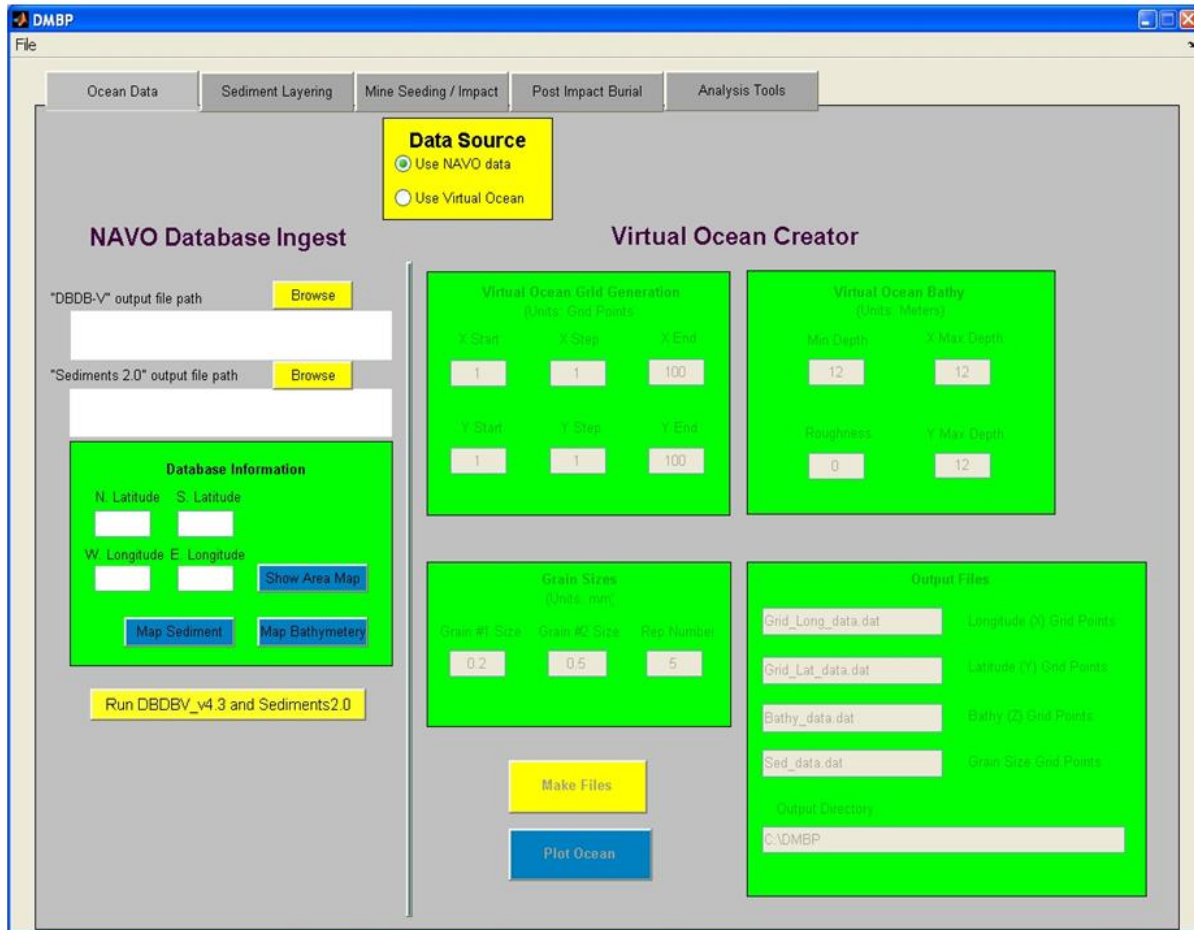 DMBP
File
Ocean Data
Sediment Layering
Mine Seeding / Impact
Post Impact Burial
Analysis Tools
Data Source
Use NAVO data
Use Virtual Ocean
NAVO Database Ingest
"DBDB-V" output file path
Browse
"Sediments 2.0" output file path
Browse
Database Information
N. Latitude S. Latitude
W. Longitude E. Longitude
Show Area Map
Map Sediment
Map Bathymetery
Run DBDBV_v4.3 and Sediments2.0
Virtual Ocean Creator
Virtual Ocean Grid Generation
(Units: Grid Points
X Start X Step X End
1 1 100
Y Start Y Step Y End
1 1 100
Virtual Ocean Bathy
(Units: Meters)
Min Depth X Max Depth
12 12
Roughness Y Max Depth
0 12
Grain Sizes
(Units: mm)
Grain #1 Size Grain #2 Size Rep Number
0.2 0.5 5
Make Files
Plot Ocean
Output Files
Grid_Long_data.dat Longitude (X) Grid Points
Grid_Lat_data.dat Latitude (Y) Grid Points
Bathy_data.dat Bathy (Z) Grid Points
Sed_data.dat Grain Size Grid Points
Output Directory
C:\DMBP